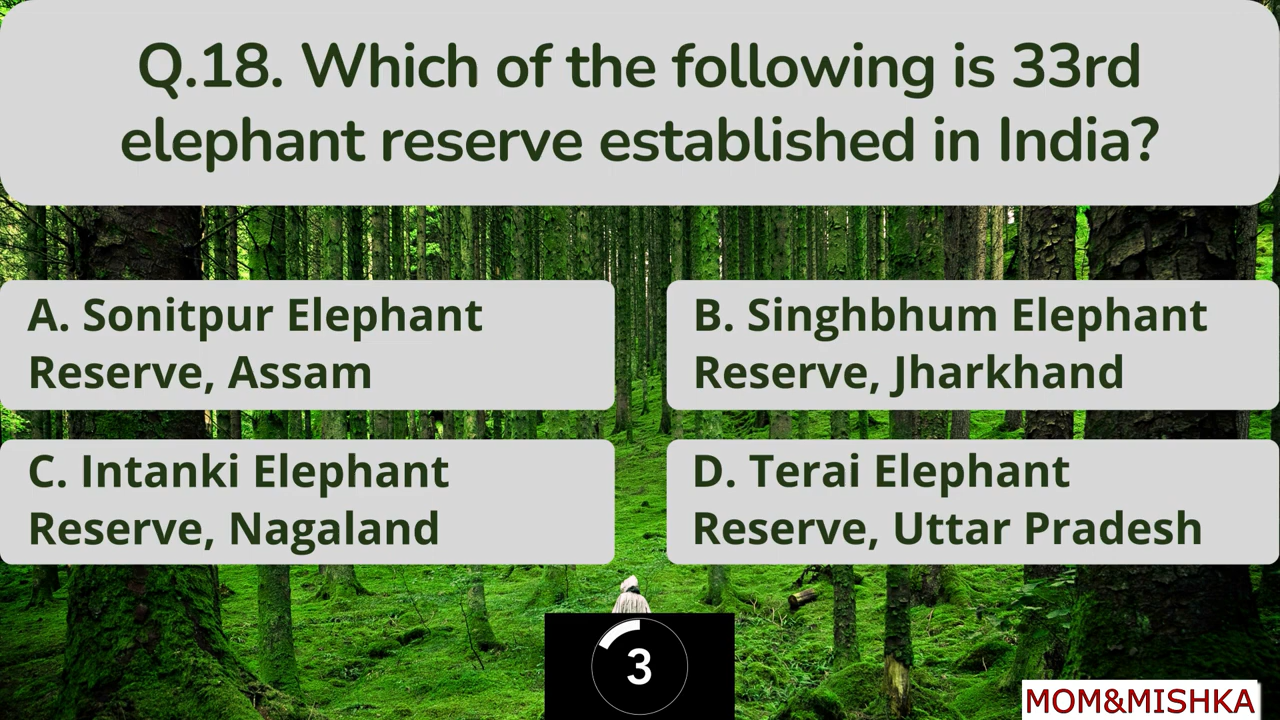 Q.18. Which of the following is 33rd
elephant reserve established in India?
A. Sonitpur Elephant
Reserve, Assam
B. Singhbhum Elephant
Reserve, Jharkhand
C. Intanki Elephant
Reserve, Nagaland
D. Terai Elephant
Reserve, Uttar Pradesh
3
MOM&MISHKA